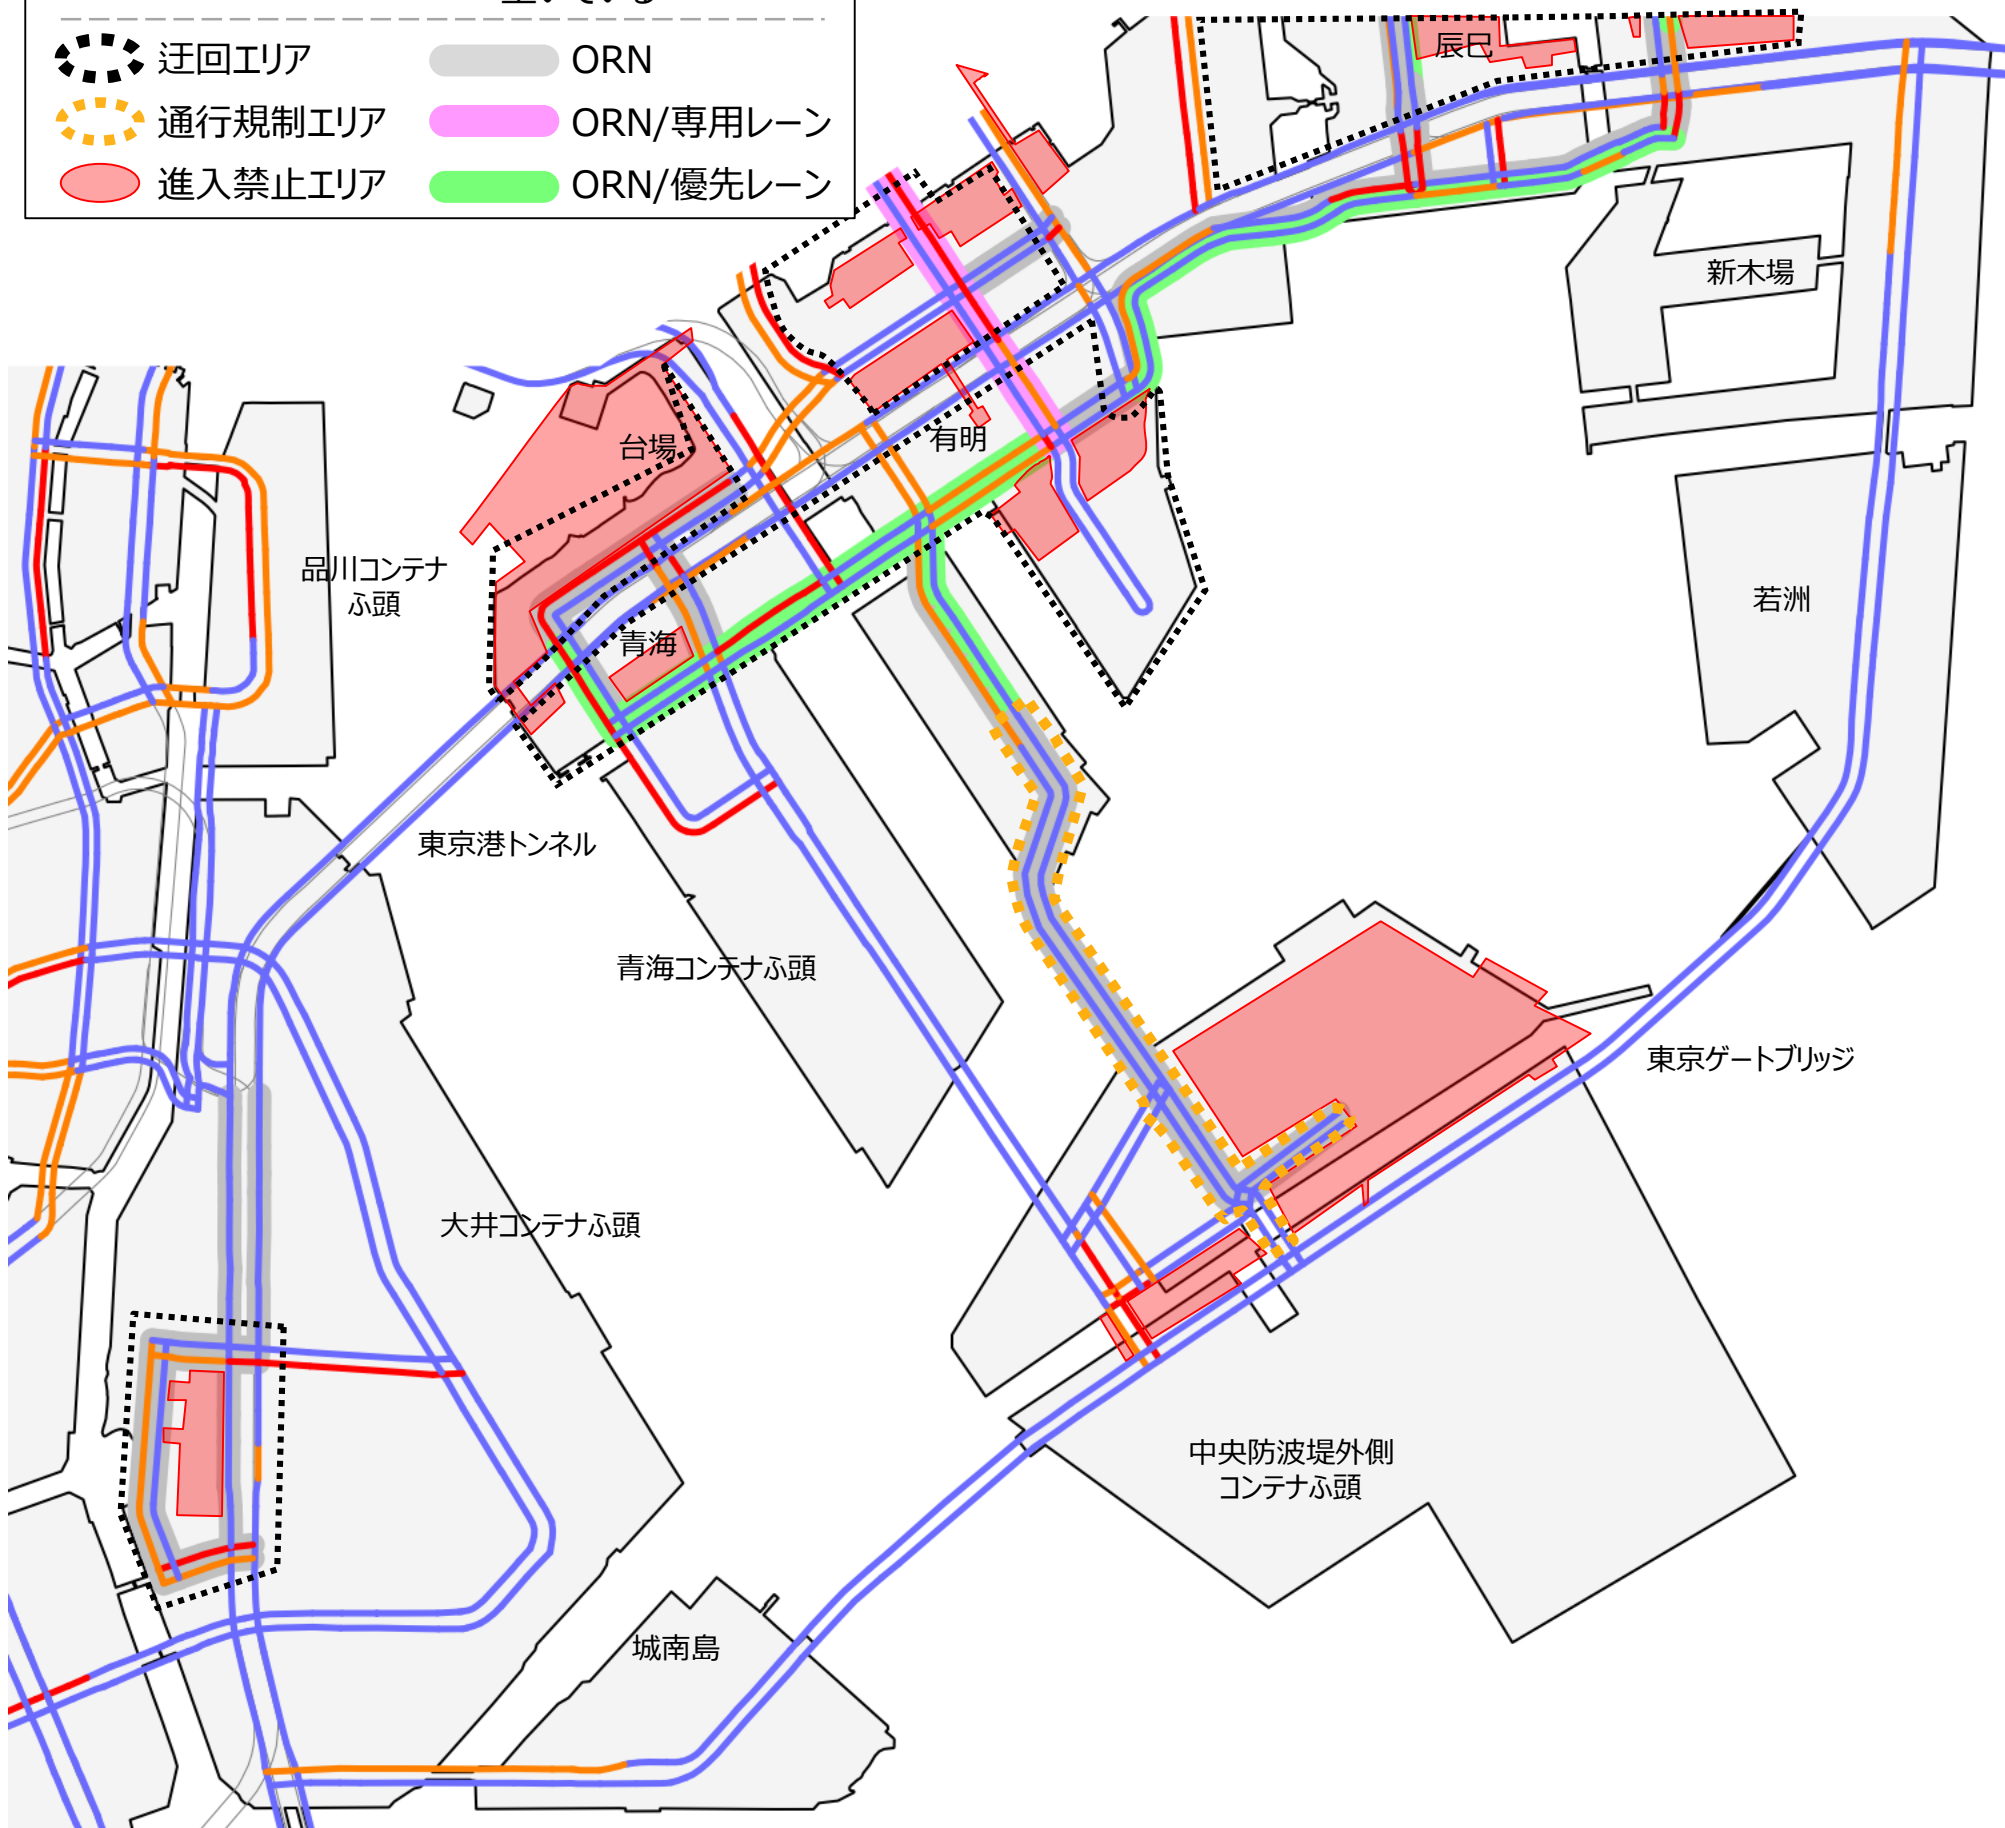 空いている
迂回エリア
ORN
通行規制エリア
ORN/専用レーン
進入禁止エリア
ORN/優先レーン
辰巳
新木場
有明
台場
品川コンテナ
ふ頭
若洲
青海
東京港トンネル
青海コンテナふ頭
東京ゲートブリッジ
大井コンテナふ頭
中央防波堤外側
コンテナふ頭
城南島